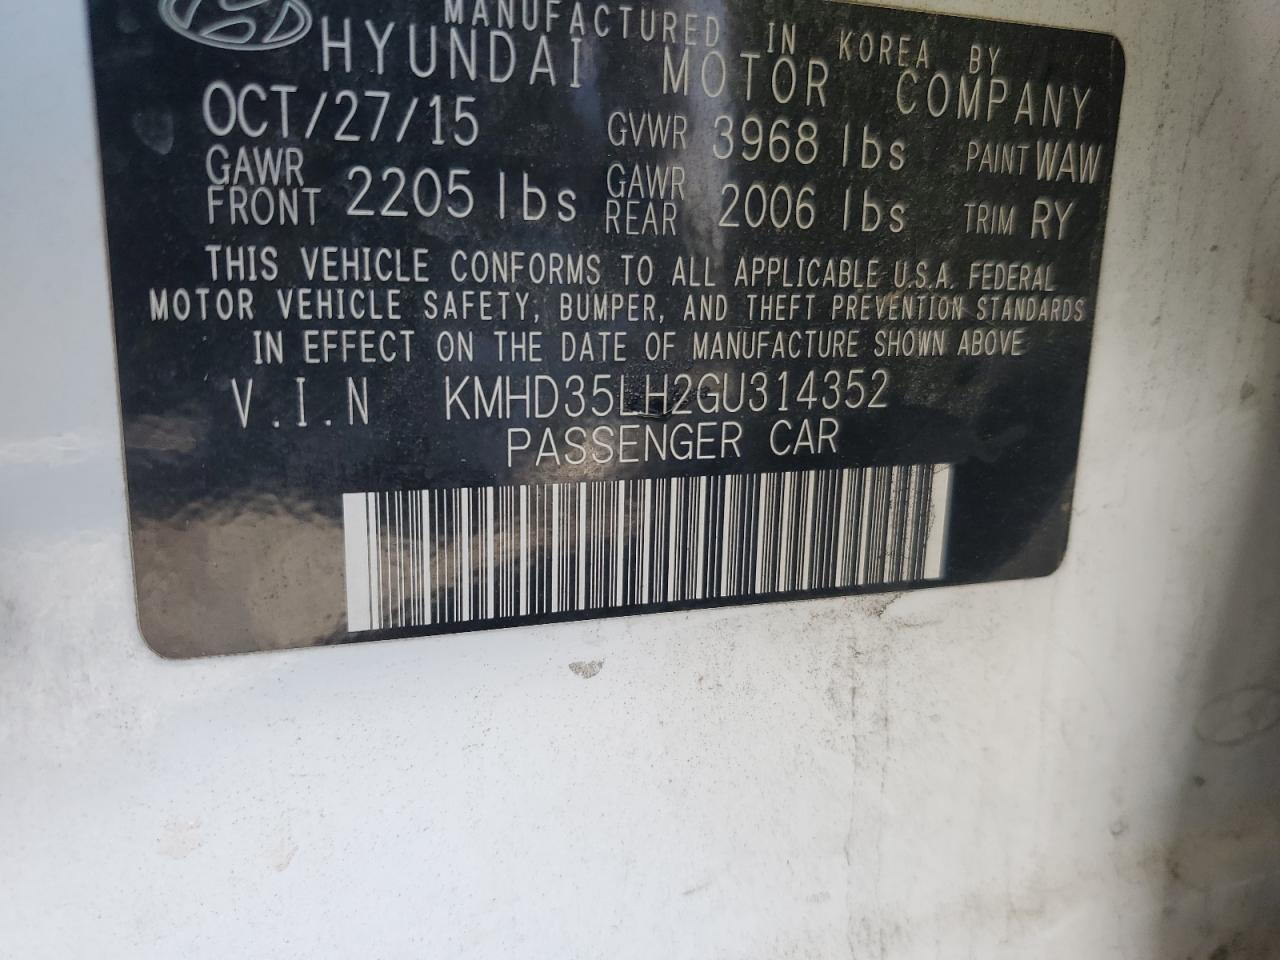 MANUFACTURED IN KOREA BY
HYUNDAI MOTOR COMPANY
OCT/27/15 GVWR 3968 lbs PAINT WAW
GAWR FRONT 2205 lbs GAWR REAR 2006 lbs TRIM RY
THIS VEHICLE CONFORMS TO ALL APPLICABLE U.S.A. FEDERAL
MOTOR VEHICLE SAFETY, BUMPER, AND THEFT PREVENTION STANDARDS
IN EFFECT ON THE DATE OF MANUFACTURE SHOWN ABOVE
V.I.N KMHD35LH2GU314352
PASSENGER CAR